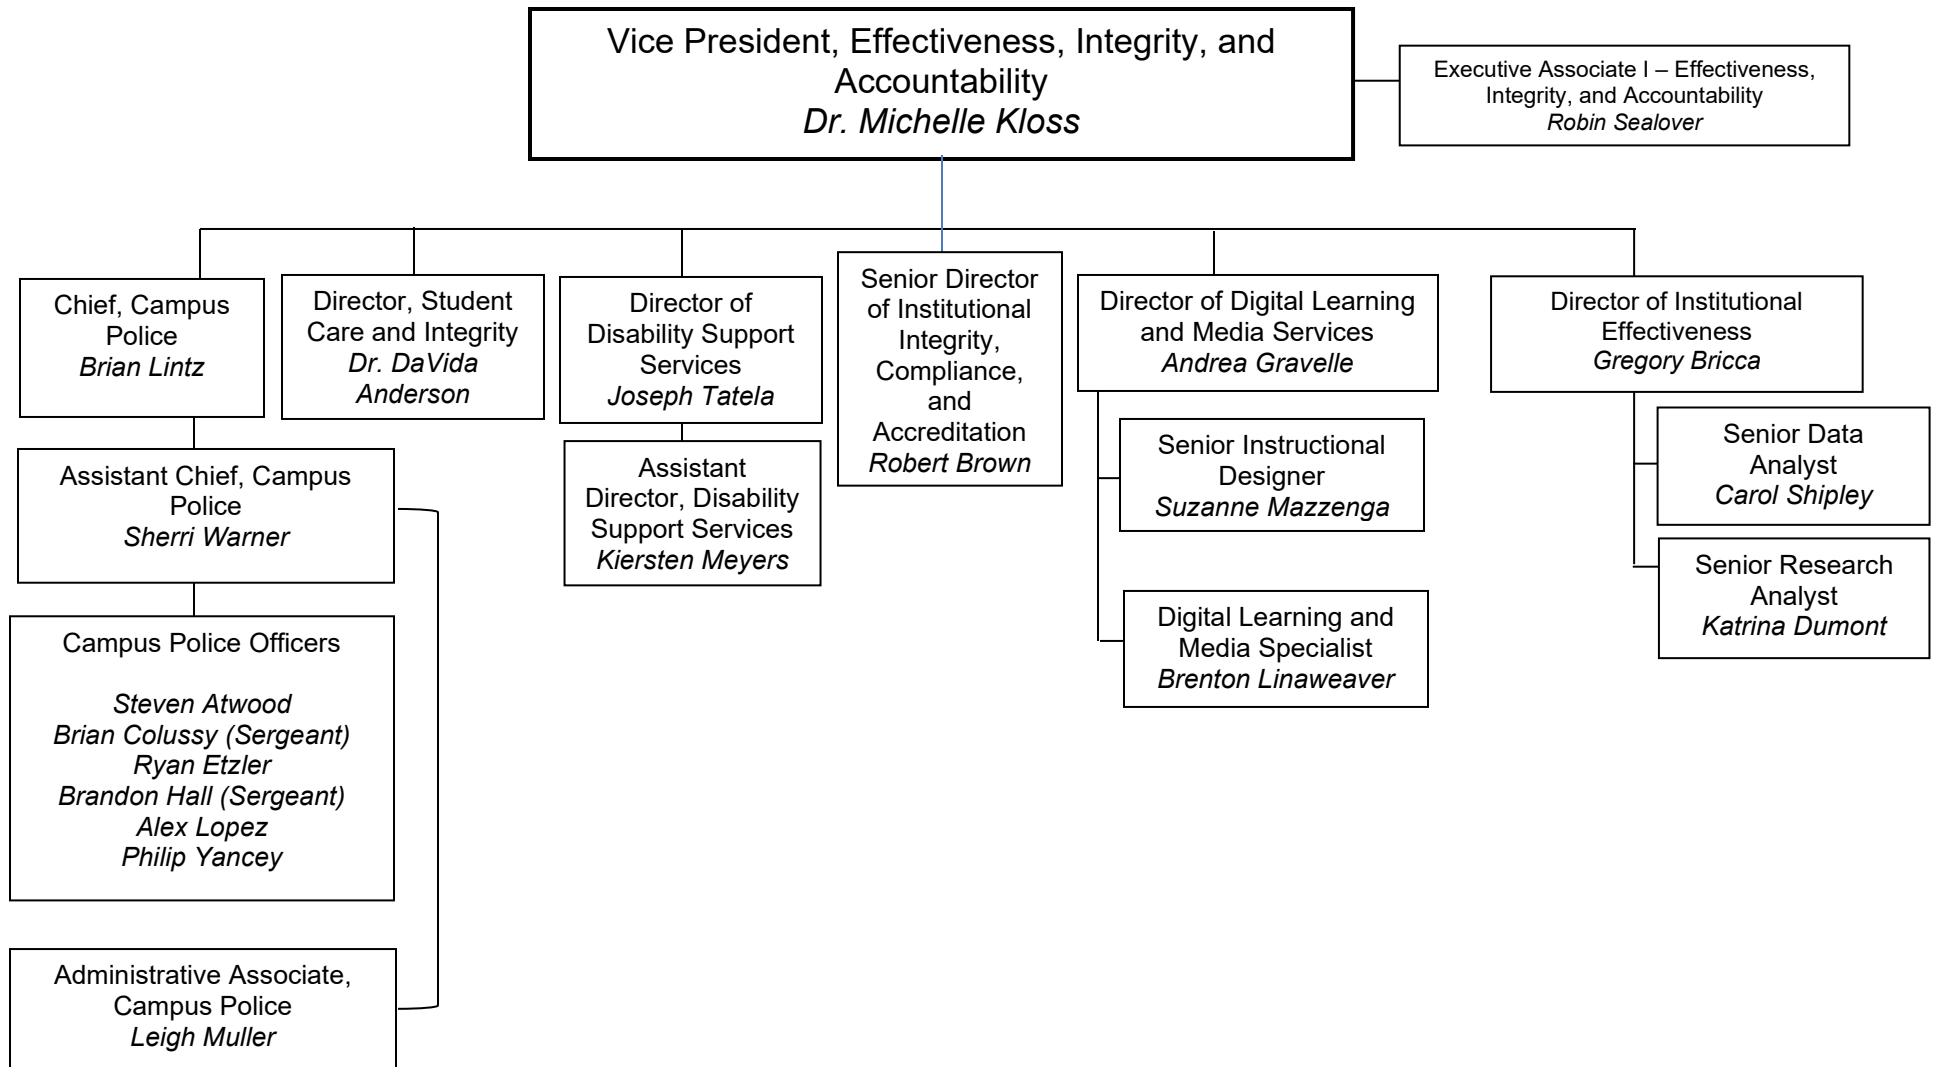 Vice President, Effectiveness, Integrity, and
Accountability
Dr. Michelle Kloss
Executive Associate I – Effectiveness,
Integrity, and Accountability
Robin Sealover
Chief, Campus
Police
Brian Lintz
Director, Student
Care and Integrity
Dr. DaVida
Anderson
Director of
Disability Support
Services
Joseph Tatela
Senior Director
of Institutional
Integrity,
Compliance,
and
Accreditation
Robert Brown
Director of Digital Learning
and Media Services
Andrea Gravelle
Director of Institutional
Effectiveness
Gregory Bricca
Assistant Chief, Campus
Police
Sherri Warner
Assistant
Director, Disability
Support Services
Kiersten Meyers
Senior Instructional
Designer
Suzanne Mazzenga
Senior Data
Analyst
Carol Shipley
Senior Research
Analyst
Katrina Dumont
Digital Learning and
Media Specialist
Brenton Linaweaver
Campus Police Officers
Steven Atwood
Brian Colussy (Sergeant)
Ryan Etzler
Brandon Hall (Sergeant)
Alex Lopez
Philip Yancey
Administrative Associate,
Campus Police
Leigh Muller